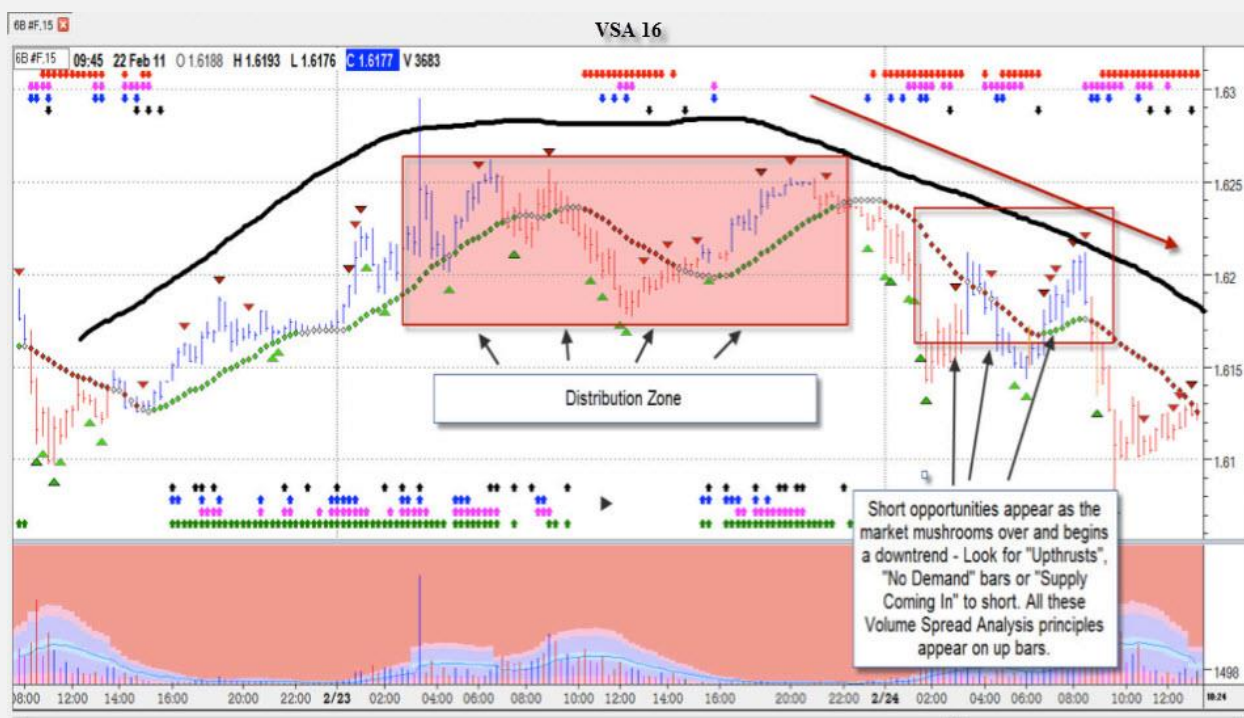 6B #F,15
VSA 16
6B #F,15 09:45 22 Feb 11 O 1.6188 H 1.6193 L 1.6176 C 1.6177 V 3683
1.63
1.625
1.62
1.615
1.61
Distribution Zone
Short opportunities appear as the
market mushrooms over and begins
a downtrend - Look for "Upthrusts",
"No Demand" bars or "Supply
Coming In" to short. All these
Volume Spread Analysis principles
appear on up bars.
1498
08:00 12:00 14:00 20:00 22:00 2/23 02:00 04:00 06:00 08:00 10:00 12:00 14:00 16:00 20:00 22:00 2/24 02:00 04:00 06:00 08:00 10:00 12:00 18:24